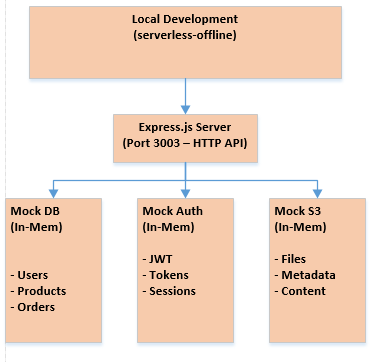 Local Development
(serverless-offline)
Express.js Server
(Port 3003 – HTTP API)
Mock DB
(In-Mem)
- Users
- Products
- Orders
Mock Auth
(In-Mem)
- JWT
- Tokens
- Sessions
Mock S3
(In-Mem)
- Files
- Metadata
- Content